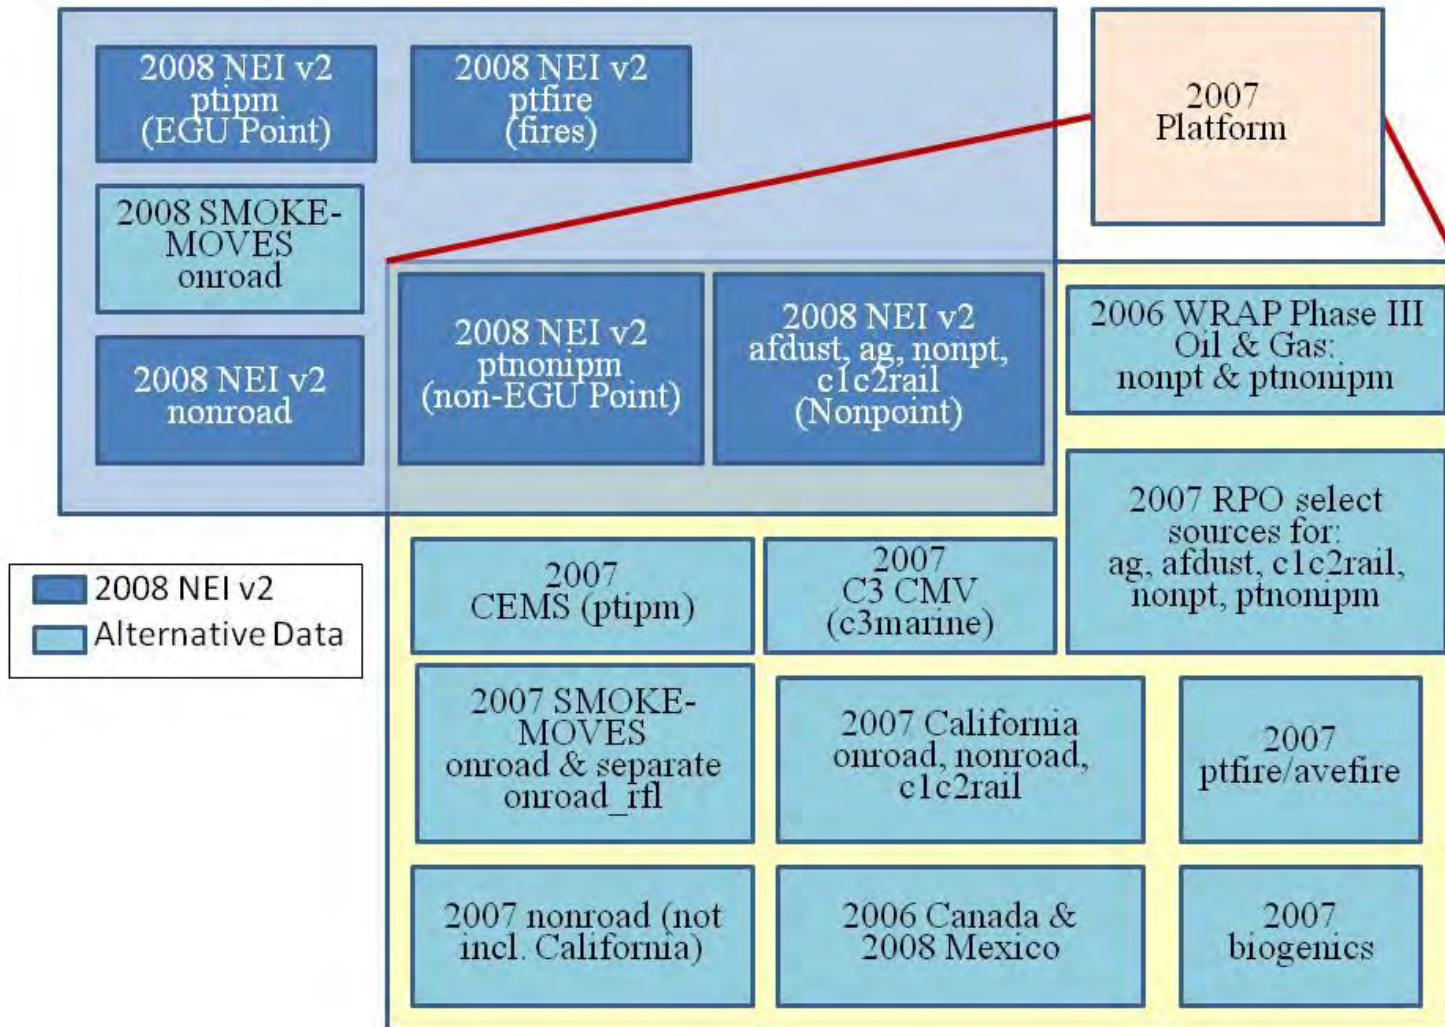 2008 NEI v2
ptipm
(EGU Point)
2008 NEI v2
ptfire
(fires)
2007
Platform
2008 SMOKE-
MOVES
onroad
2008 NEI v2
nonroad
2008 NEI v2
ptnonipm
(non-EGU Point)
2008 NEI v2
afdust, ag, nonpt,
c1c2rail
(Nonpoint)
2006 WRAP Phase III
Oil & Gas:
nonpt & ptnonipm
2007 RPO select
sources for:
ag, afdust, c1c2rail,
nonpt, ptnonipm
2008 NEI v2
Alternative Data
2007
CEMS (ptipm)
2007
C3 CMV
(c3marine)
2007 SMOKE-
MOVES
onroad & separate
onroad_rfl
2007 California
onroad, nonroad,
c1c2rail
2007
ptfire/avefire
2007 nonroad (not
incl. California)
2006 Canada &
2008 Mexico
2007
biogenics